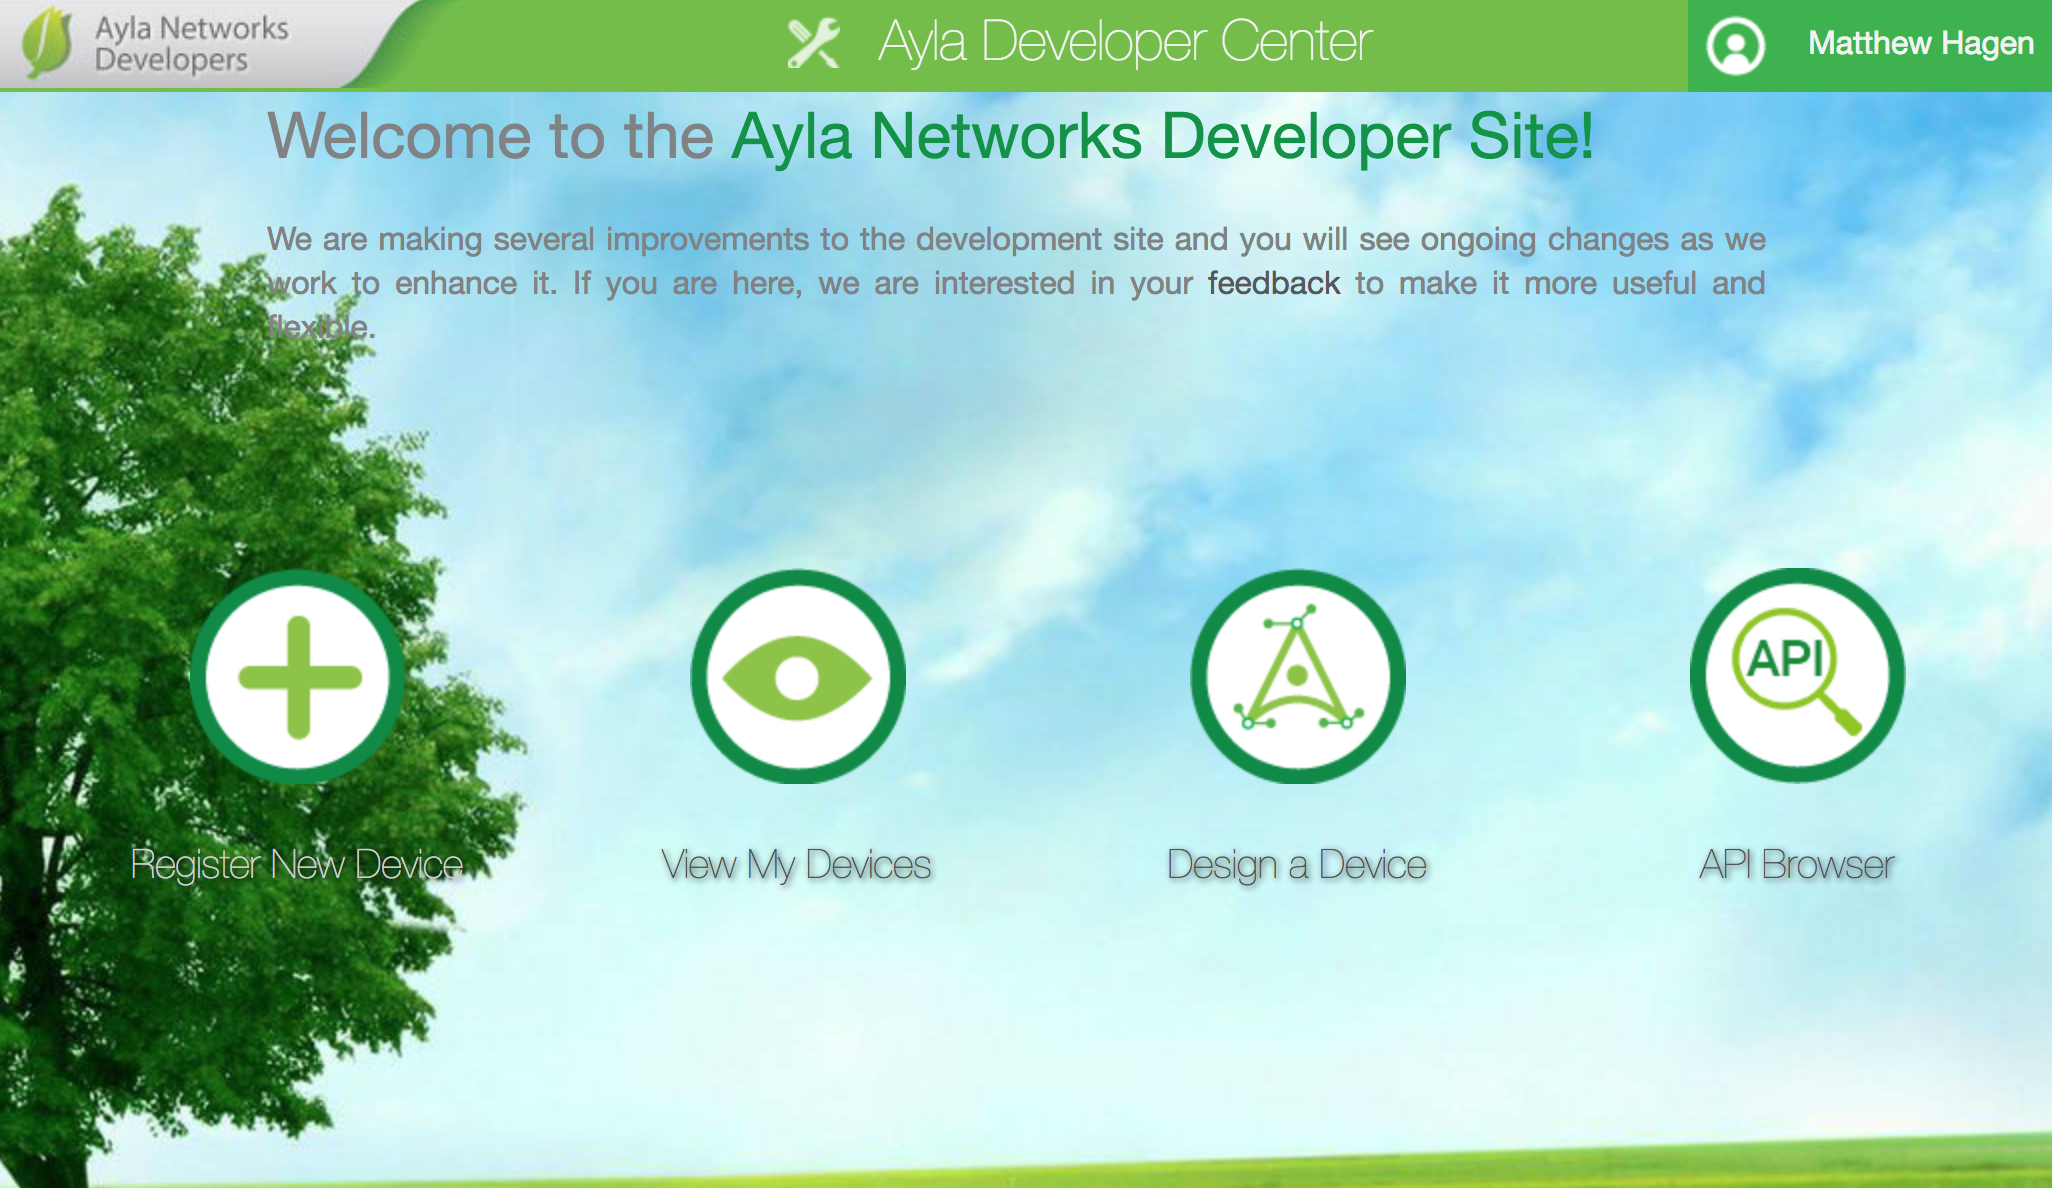 Ayla Networks
Developers
Ayla Developer Center
Matthew Hagen
Welcome to the Ayla Networks Developer Site!
We are making several improvements to the development site and you will see ongoing changes as we
work to enhance it. If you are here, we are interested in your feedback to make it more useful and
flexible.
API
Register New Device
View My Devices
Design a Device
API Browser